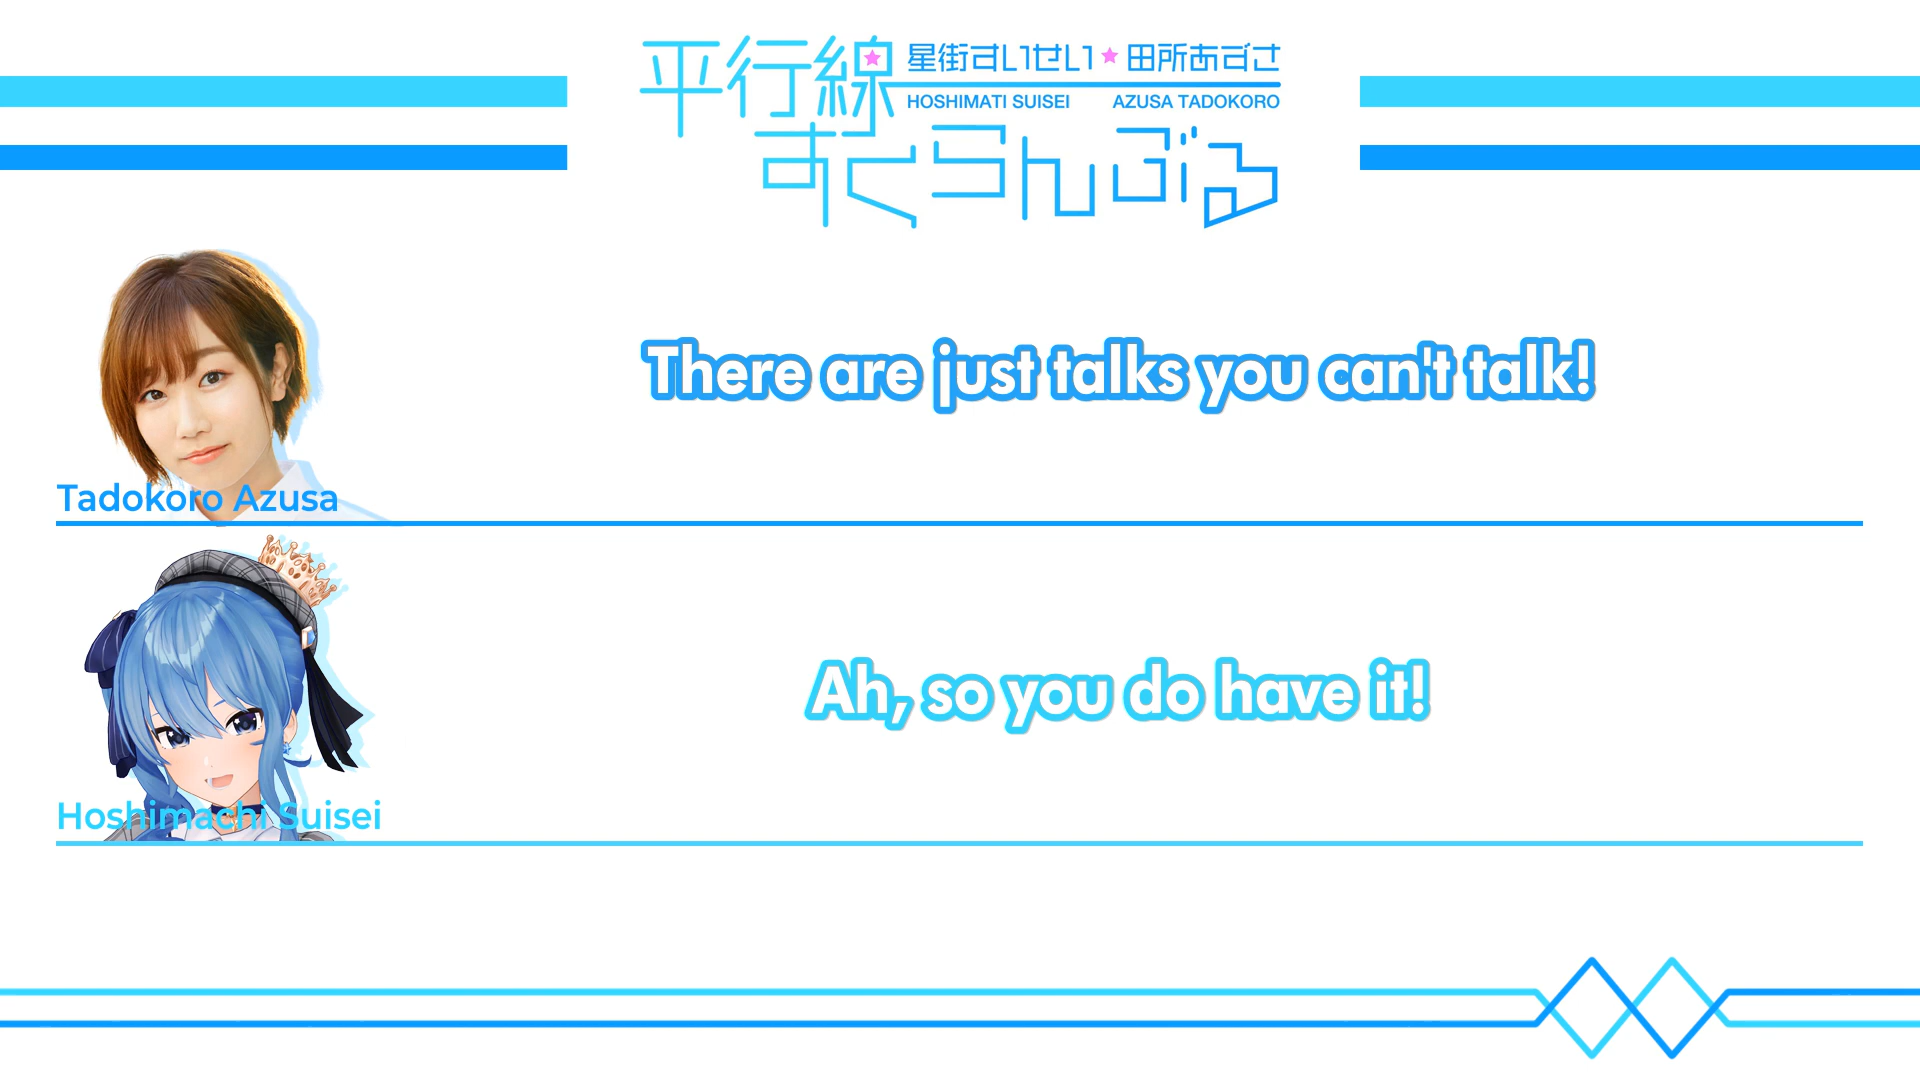 平行線
星街すいせい★田所あずさ
HOSHIMATI SUISEI AZUSA TADOKORO
すくらんぶる
There are just talks you can't talk!
Tadokoro Azusa
Ah, so you do have it!
Hoshimachi Suisei